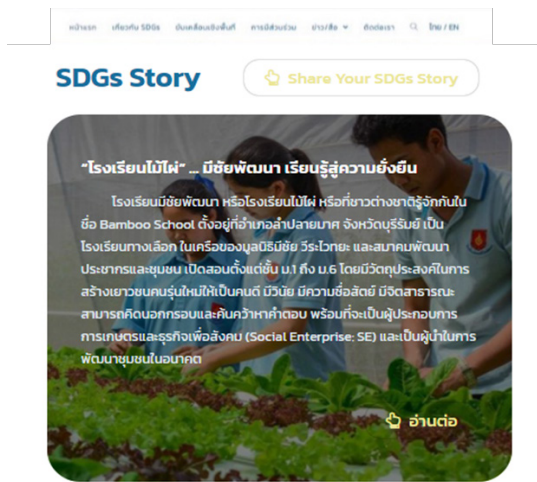 หน้าแรก เกี่ยวกับ SDGs ขับเคลื่อนเชิงพื้นที่ การมีส่วนร่วม ข่าว/สื่อ ติดต่อเรา ไทย / EN
SDGs Story
Share Your SDGs Story
“โรงเรียนไม้ไผ่” ... มีชัยพัฒนา เรียนรู้สู่ความยั่งยืน
โรงเรียนมีชัยพัฒนา หรือโรงเรียนไม้ไผ่ หรือที่ชาวต่างชาติรู้จักกันใน
ชื่อ Bamboo School ตั้งอยู่ที่อำเภอลำปลายมาศ จังหวัดบุรีรัมย์ เป็น
โรงเรียนทางเลือก ในเครือของมูลนิธิมีชัย วีระไวทยะ และสมาคมพัฒนา
ประชากรและชุมชน เปิดสอนตั้งแต่ชั้น ม.1 ถึง ม.6 โดยมีวัตถุประสงค์ในการ
สร้างเยาวชนคนรุ่นใหม่ให้เป็นคนดี มีวินัย มีความซื่อสัตย์ มีจิตสาธารณะ
สามารถคิดนอกกรอบและค้นคว้าหาคำตอบ พร้อมที่จะเป็นผู้ประกอบการ
การเกษตรและธุรกิจเพื่อสังคม (Social Enterprise: SE) และเป็นผู้นำในการ
พัฒนาชุมชนในอนาคต
อ่านต่อ